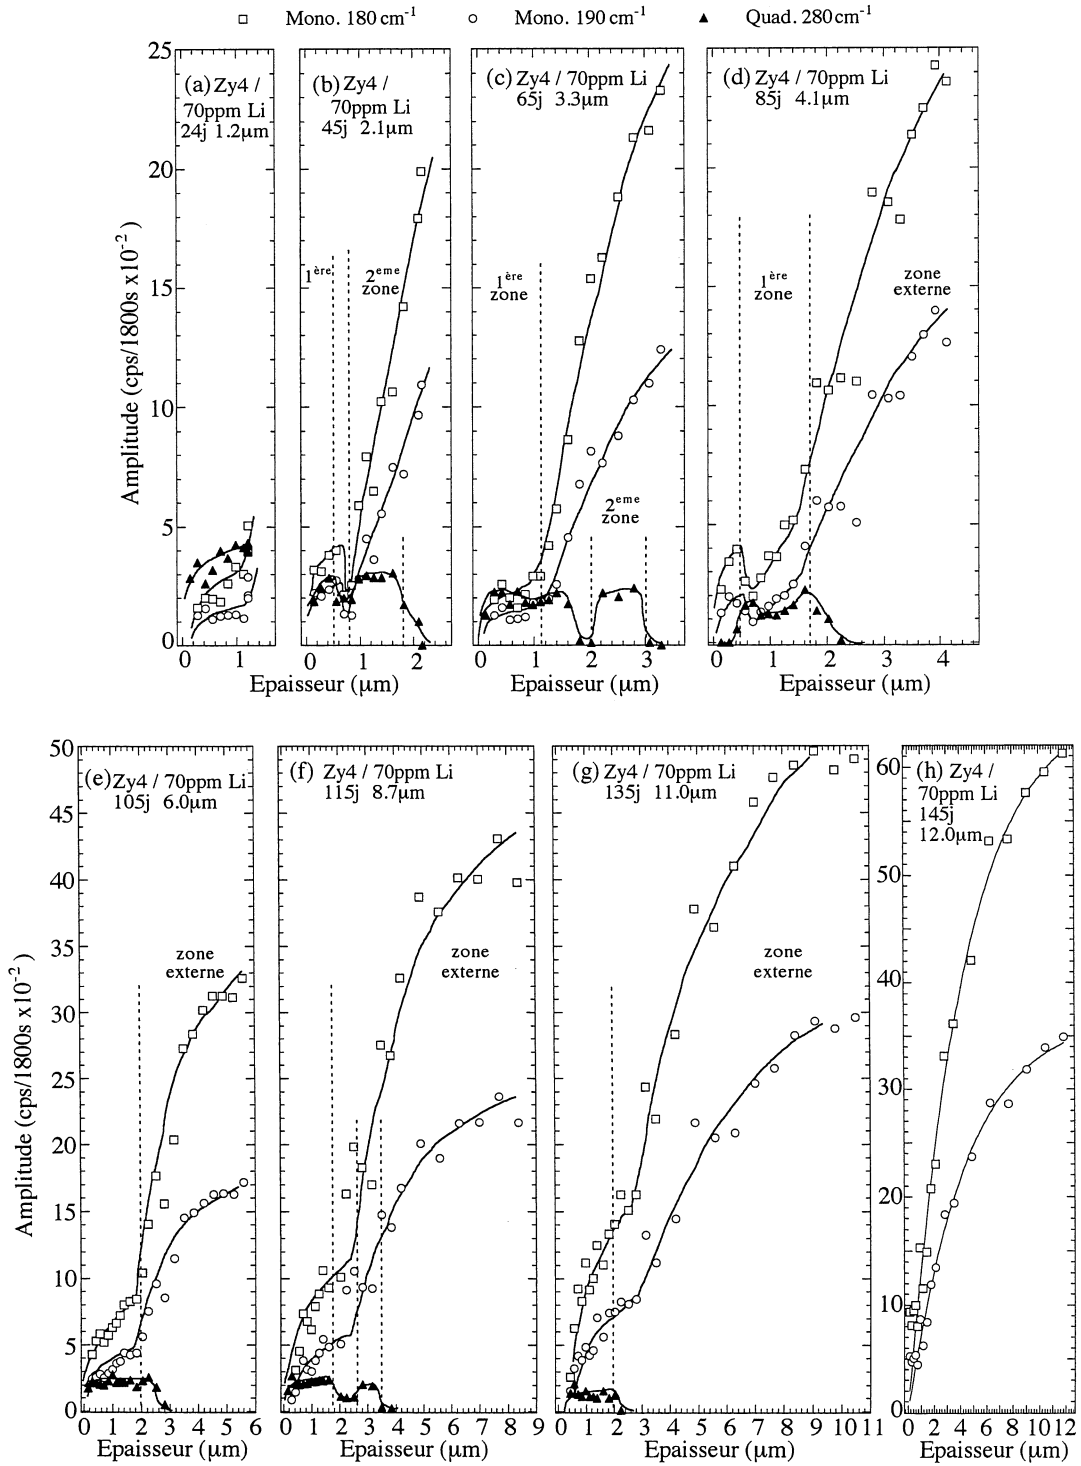 Mono. 180 cm-1 Mono. 190 cm-1 Quad. 280 cm-1
Amplitude (cps/1800s x10-2)
25
20
15
10
5
0
(a) Zy4 /
70ppm Li
24j 1.2µm
0 1
(b) Zy4 /
70ppm Li
45j 2.1µm
1ère
2eme
zone
0 1 2
Epaisseur (µm)
(c) Zy4 / 70ppm Li
65j 3.3µm
1ère
zone
2eme
zone
0 1 2 3
Epaisseur (µm)
(d) Zy4 / 70ppm Li
85j 4.1µm
1ère
zone
zone
externe
0 1 2 3 4
Epaisseur (µm)
Amplitude (cps/1800s x10-2)
50
45
40
35
30
25
20
15
10
5
0
(e) Zy4 / 70ppm Li
105j 6.0µm
zone
externe
0 1 2 3 4 5 6
Epaisseur (µm)
(f) Zy4 / 70ppm Li
115j 8.7µm
zone
externe
0 1 2 3 4 5 6 7 8 9
Epaisseur (µm)
(g) Zy4 / 70ppm Li
135j 11.0µm
zone
externe
0 1 2 3 4 5 6 7 8 9 10 11
Epaisseur (µm)
(h) Zy4 /
70ppm Li
145j
12.0µm
60
50
40
30
20
10
0
0 2 4 6 8 10 12
Epaisseur (µm)